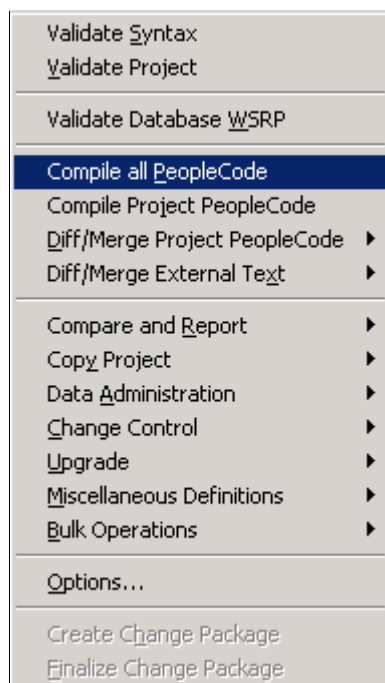 Validate Syntax
Validate Project
Validate Database WSRP
Compile all PeopleCode
Compile Project PeopleCode
Diff/Merge Project PeopleCode
Diff/Merge External Text
Compare and Report
Copy Project
Data Administration
Change Control
Upgrade
Miscellaneous Definitions
Bulk Operations
Options...
Create Change Package
Finalize Change Package